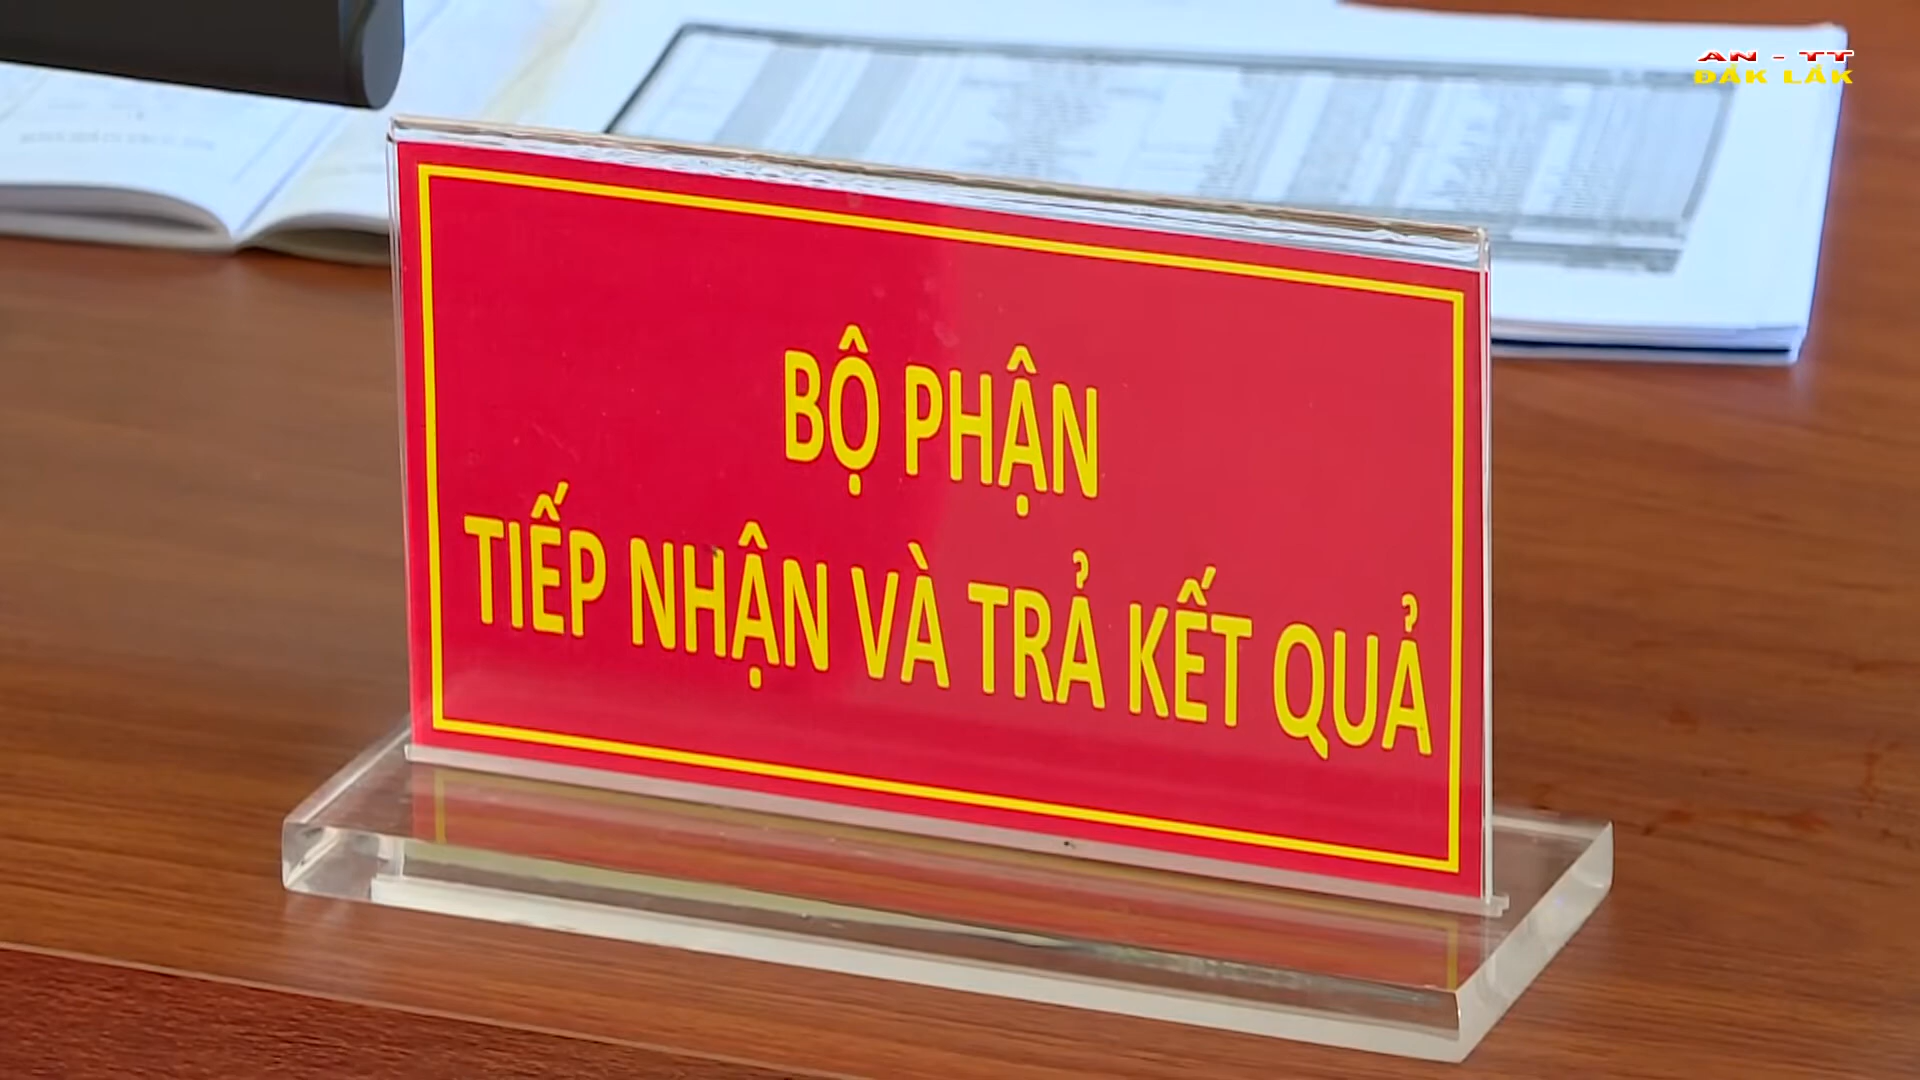 AN - TT
ĐẮK LẮK
BỘ PHẬN
TIẾP NHẬN VÀ TRẢ KẾT QUẢ